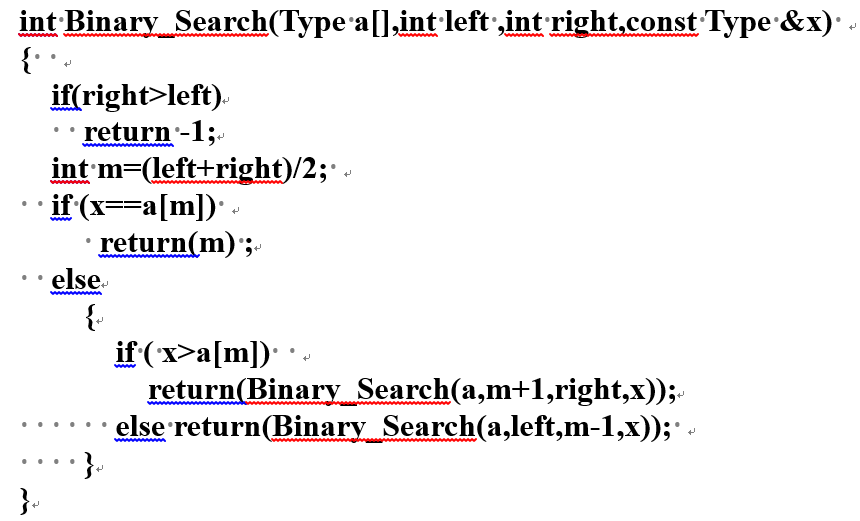 int Binary_Search(Type a[],int left ,int right,const Type &x)
{
if(right>left)
return -1;
int m=(left+right)/2;
if (x==a[m])
return(m) ;
else
{
if ( x>a[m])
return(Binary_Search(a,m+1,right,x));
else return(Binary_Search(a,left,m-1,x));
}
}